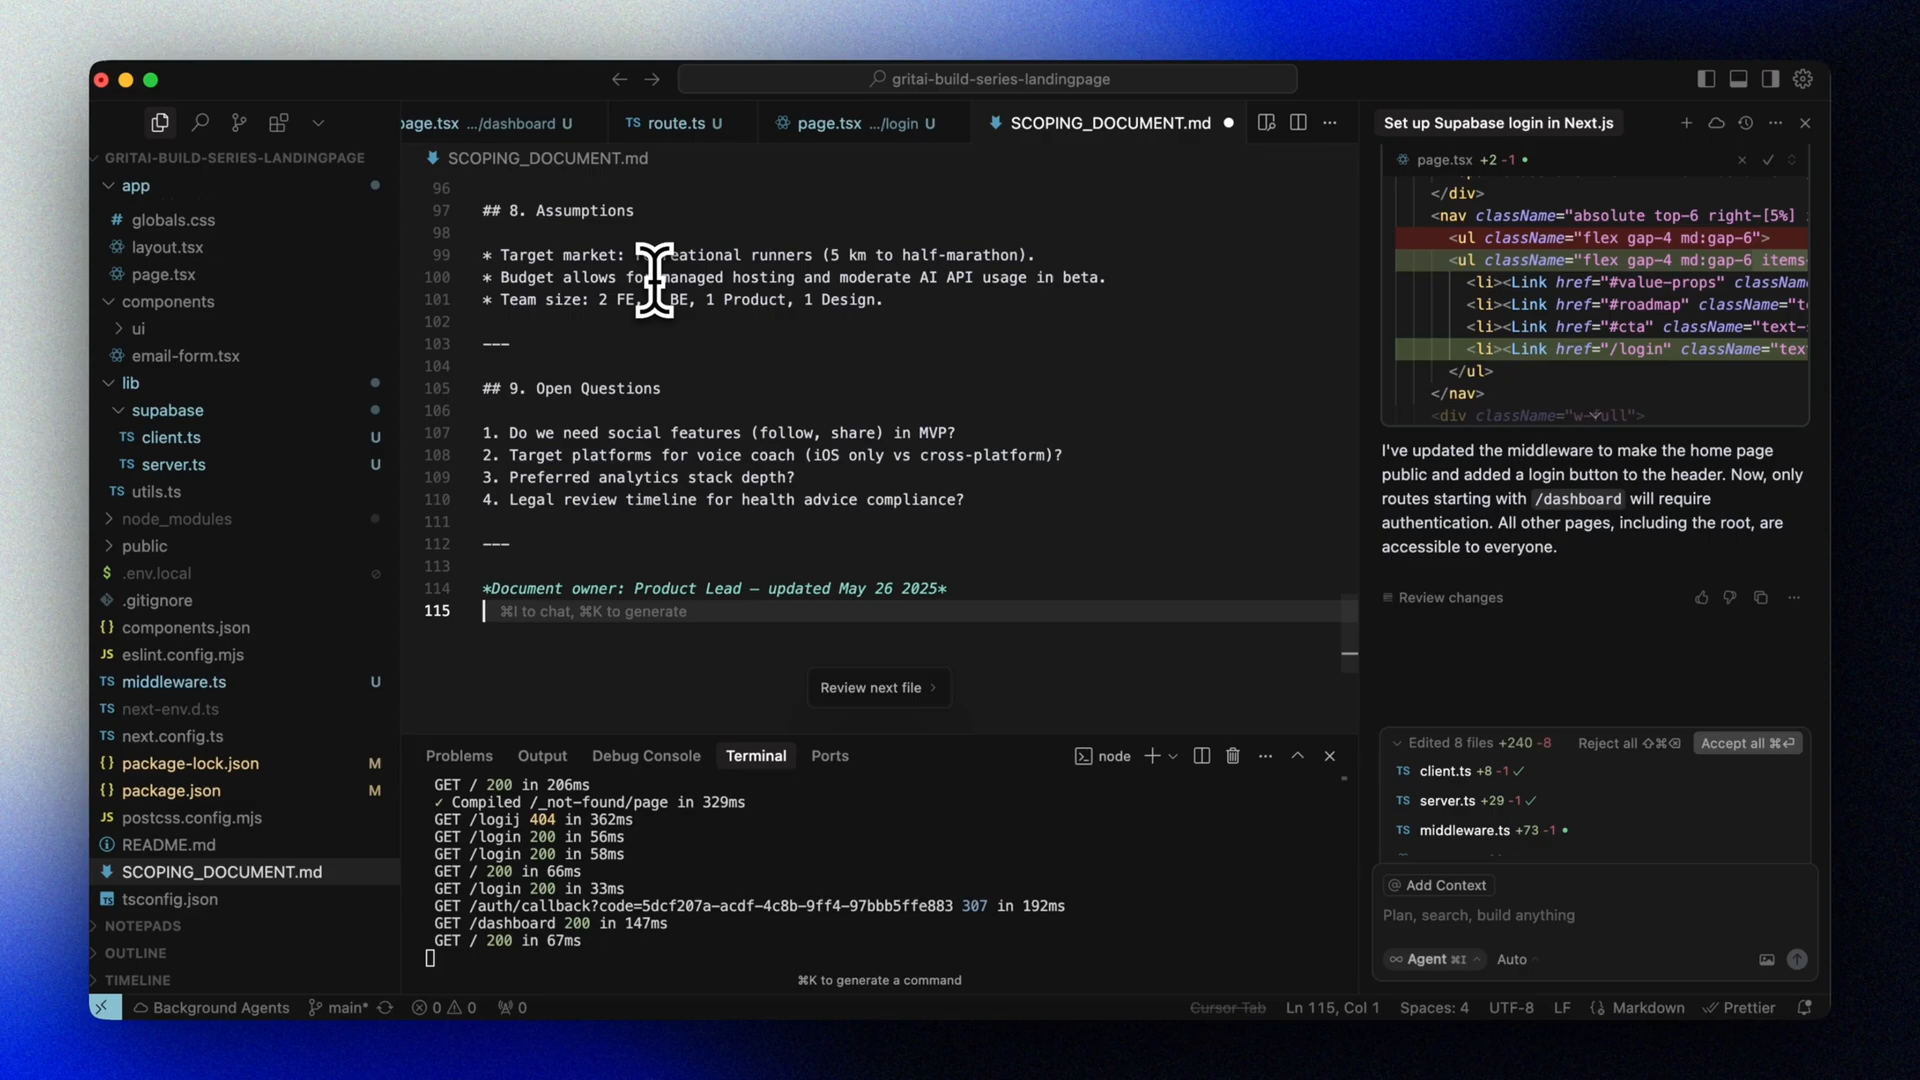 gritai-build-series-landingpage
page.tsx .../dashboard U
TS route.ts U
page.tsx .../login U
SCOPING_DOCUMENT.md
Set up Supabase login in Next.js
GRITAI-BUILD-SERIES-LANDINGPAGE
app
# globals.css
layout.tsx
page.tsx
components
ui
email-form.tsx
lib
supabase
TS client.ts U
TS server.ts U
TS utils.ts
node_modules
public
$ .env.local
.gitignore
{} components.json
JS eslint.config.mjs
TS middleware.ts U
TS next-env.d.ts
TS next.config.ts
{} package-lock.json M
{} package.json M
JS postcss.config.mjs
README.md
SCOPING_DOCUMENT.md
TS tsconfig.json
NOTEPADS
OUTLINE
TIMELINE
SCOPING_DOCUMENT.md
96
97 ## 8. Assumptions
98
99 * Target market: runners (5 km to half-marathon).
100 * Budget allows managed hosting and moderate AI API usage in beta.
101 * Team size: 2 FE, BE, 1 Product, 1 Design.
102
103 ---
104
105 ## 9. Open Questions
106
107 1. Do we need social features (follow, share) in MVP?
108 2. Target platforms for voice coach (iOS only vs cross-platform)?
109 3. Preferred analytics stack depth?
110 4. Legal review timeline for health advice compliance?
111
112 ---
113
114 *Document owner: Product Lead – updated May 26 2025*
115 ⌘I to chat, ⌘K to generate
Review next file
Problems Output Debug Console Terminal Ports
node
GET / 200 in 206ms
✓ Compiled /_not-found/page in 329ms
GET /logij 404 in 362ms
GET /login 200 in 56ms
GET /login 200 in 58ms
GET / 200 in 66ms
GET /login 200 in 33ms
GET /auth/callback?code=5dcf207a-acdf-4c8b-9ff4-97bbb5ffe883 307 in 192ms
GET /dashboard 200 in 147ms
GET / 200 in 67ms
⌘K to generate a command
page.tsx +2 -1
</div>
<nav className="absolute top-6 right-[5%]
<ul className="flex gap-4 md:gap-6">
<ul className="flex gap-4 md:gap-6 items
<li><Link href="#value-props" className
<li><Link href="#roadmap" className="t
<li><Link href="#cta" className="text-
<li><Link href="/login" className="tex
</ul>
</nav>
<div className="w-full">
I've updated the middleware to make the home page
public and added a login button to the header. Now, only
routes starting with /dashboard will require
authentication. All other pages, including the root, are
accessible to everyone.
Review changes
Edited 8 files +240 -8 Reject all ⇧⌘⌫ Accept all ⌘⏎
TS client.ts +8 -1 ✓
TS server.ts +29 -1 ✓
TS middleware.ts +73 -1
@ Add Context
Plan, search, build anything
∞ Agent ⌘I Auto
Background Agents main* 0 0 0
Cursor Tab Ln 115, Col 1 Spaces: 4 UTF-8 LF {} Markdown Prettier